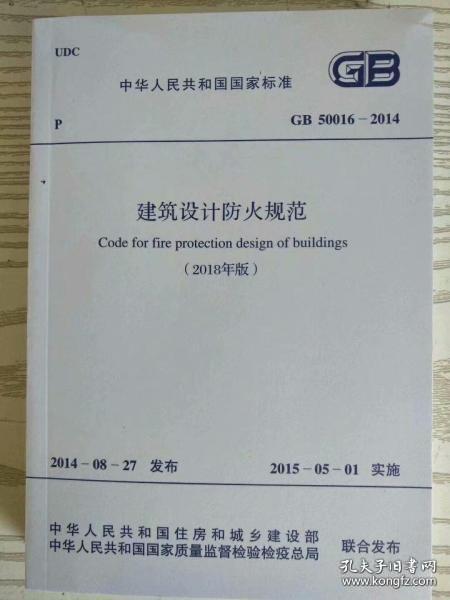 UDC
中华人民共和国国家标准
GB
P
GB 50016－2014
建筑设计防火规范
Code for fire protection design of buildings
（2018年版）
2014－08－27 发布
2015－05－01 实施
中华人民共和国住房和城乡建设部
中华人民共和国国家质量监督检验检疫总局
联合发布
孔夫子旧书网
www.kongfz.com